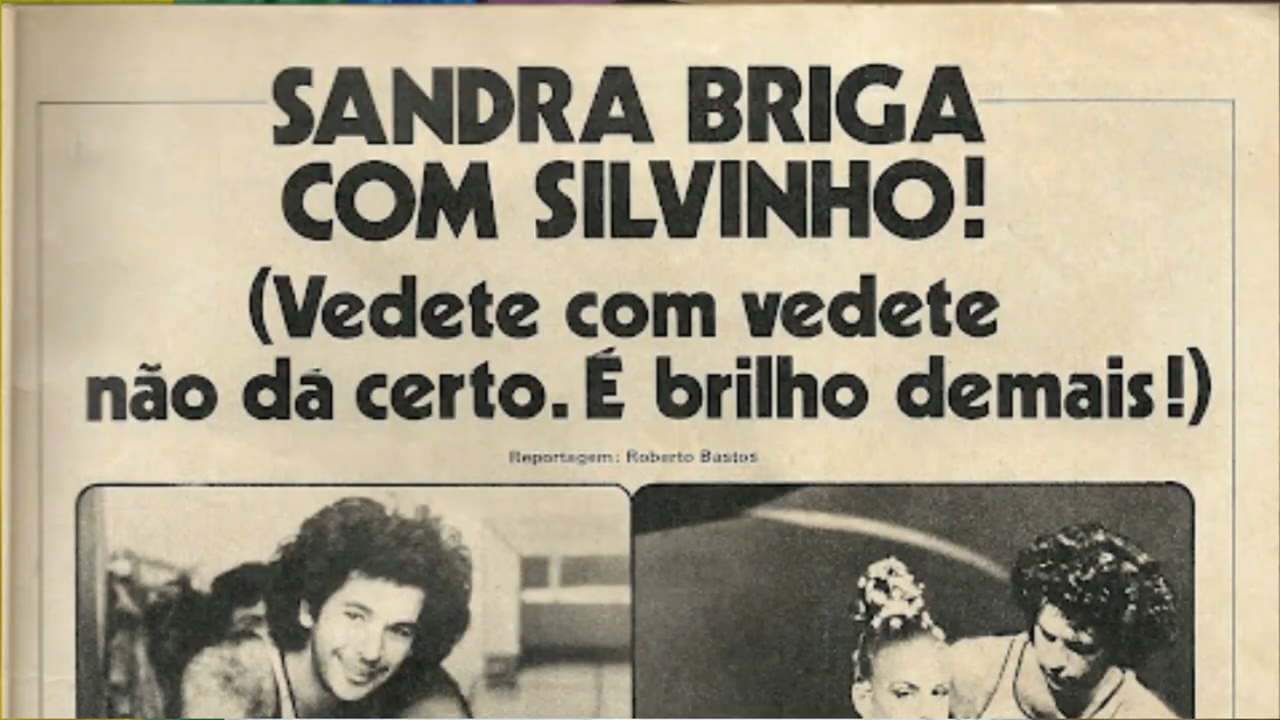 SANDRA BRIGA
COM SILVINHO!
(Vedete com vedete
não dá certo. É brilho demais!)
Reportagem: Roberto Bastos